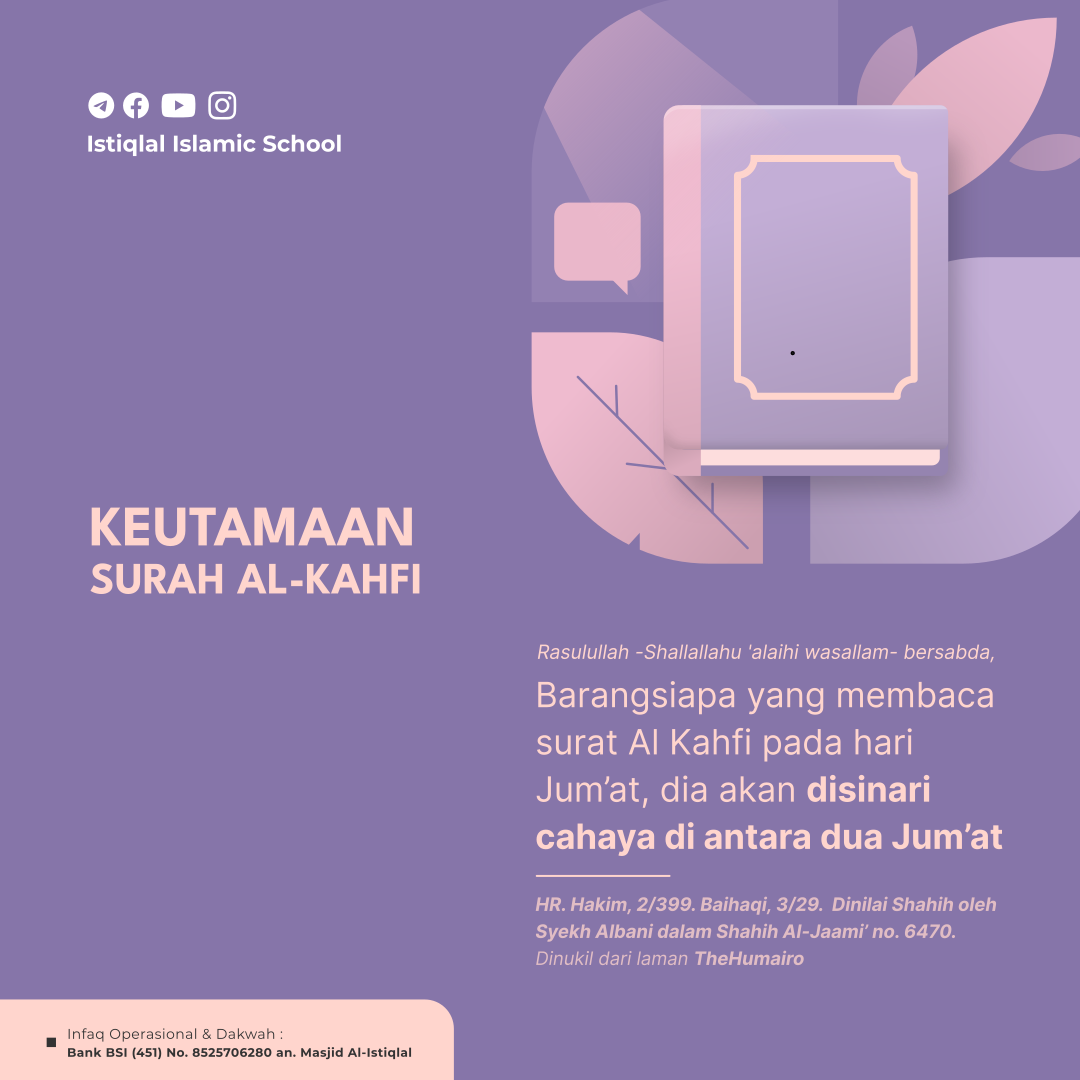 Istiqlal Islamic School
KEUTAMAAN
SURAH AL-KAHFI
Rasulullah -Shallallahu 'alaihi wasallam- bersabda,
Barangsiapa yang membaca
surat Al Kahfi pada hari
Jum’at, dia akan disinari
cahaya di antara dua Jum’at
HR. Hakim, 2/399. Baihaqi, 3/29. Dinilai Shahih oleh
Syekh Albani dalam Shahih Al-Jaami’ no. 6470.
Dinukil dari laman TheHumairo
Infaq Operasional & Dakwah :
Bank BSI (451) No. 8525706280 an. Masjid Al-Istiqlal